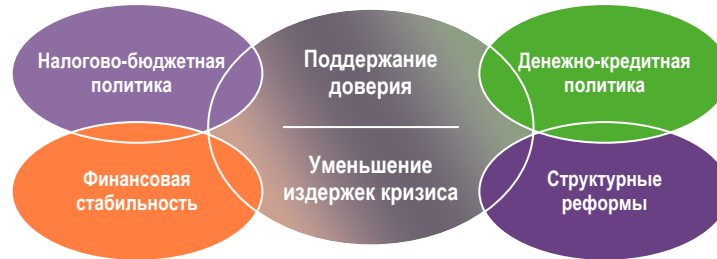 Налогово-бюджетная
политика
Поддержание
доверия
Денежно-кредитная
политика
Финансовая
стабильность
Уменьшение
издержек кризиса
Структурные
реформы